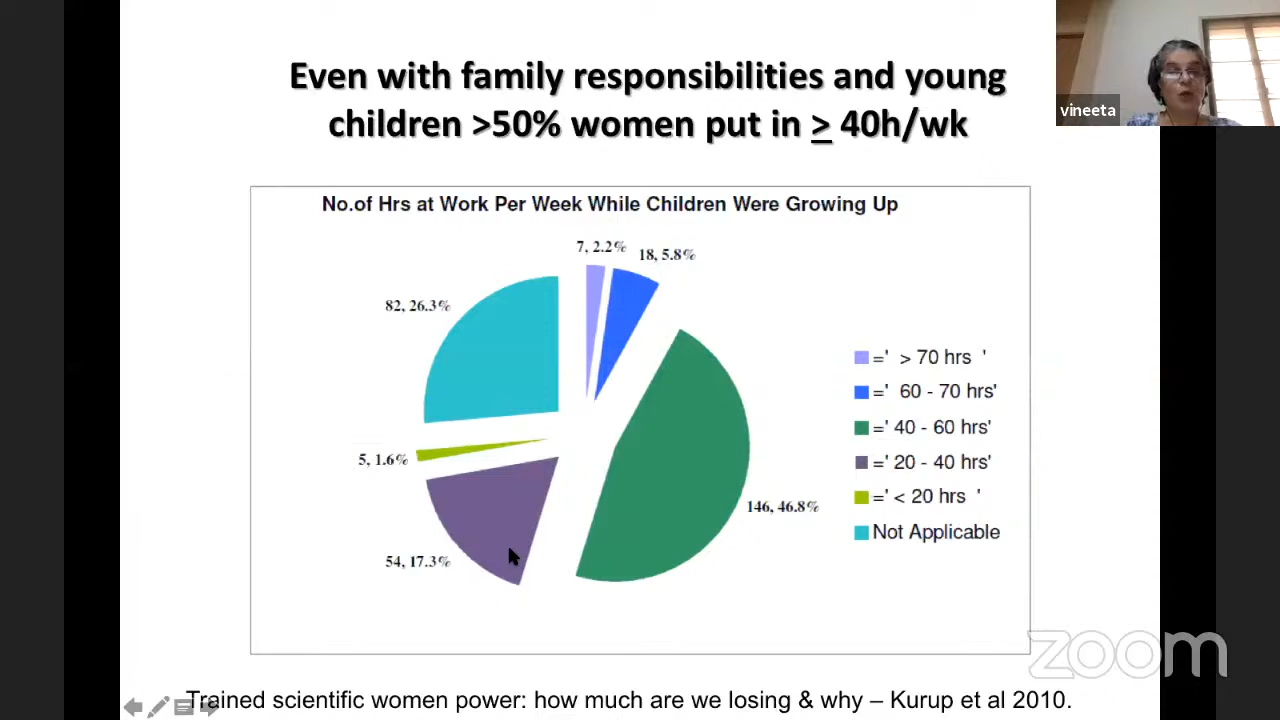 Even with family responsibilities and young
children >50% women put in ≥ 40h/wk
vineeta
No.of Hrs at Work Per Week While Children Were Growing Up
7, 2.2%
18, 5.8%
82, 26.3%
=' > 70 hrs '
=' 60 - 70 hrs'
=' 40 - 60 hrs'
=' 20 - 40 hrs'
=' < 20 hrs '
Not Applicable
5, 1.6%
146, 46.8%
54, 17.3%
zoom
Trained scientific women power: how much are we losing & why – Kurup et al 2010.